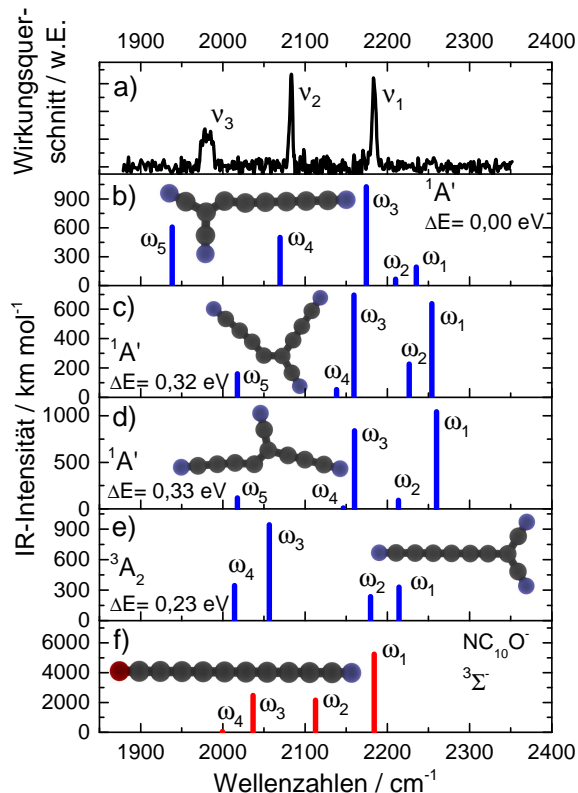 1900 2000 2100 2200 2300 2400
Wirkungsquer-
schnitt / w.E.
a)
ν3
ν2
ν1
b)
900
600
300
0
ω5
ω4
ω3
ω2
ω1
1A'
ΔE= 0,00 eV
IR-Intensität / km mol-1
c)
600
400
200
0
1A'
ΔE= 0,32 eV
ω5
ω4
ω3
ω2
ω1
d)
1000
500
0
1A'
ΔE= 0,33 eV
ω5
ω4
ω3
ω2
ω1
e)
900
600
300
0
3A2
ΔE= 0,23 eV
ω4
ω3
ω2
ω1
f)
6000
4000
2000
0
ω4
ω3
ω2
ω1
NC10O-
3Σ-
1900 2000 2100 2200 2300 2400
Wellenzahlen / cm-1